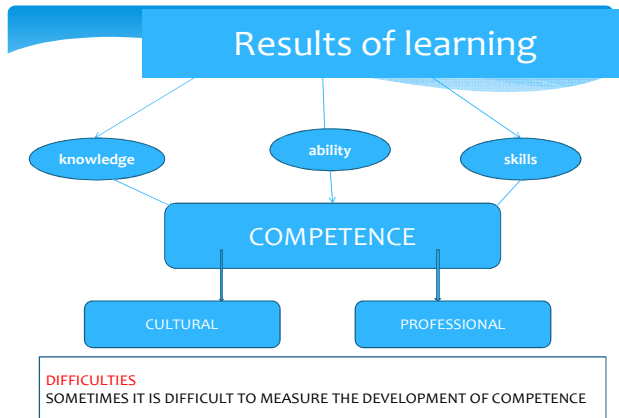 Results of learning
knowledge
ability
skills
COMPETENCE
CULTURAL
PROFESSIONAL
DIFFICULTIES
SOMETIMES IT IS DIFFICULT TO MEASURE THE DEVELOPMENT OF COMPETENCE